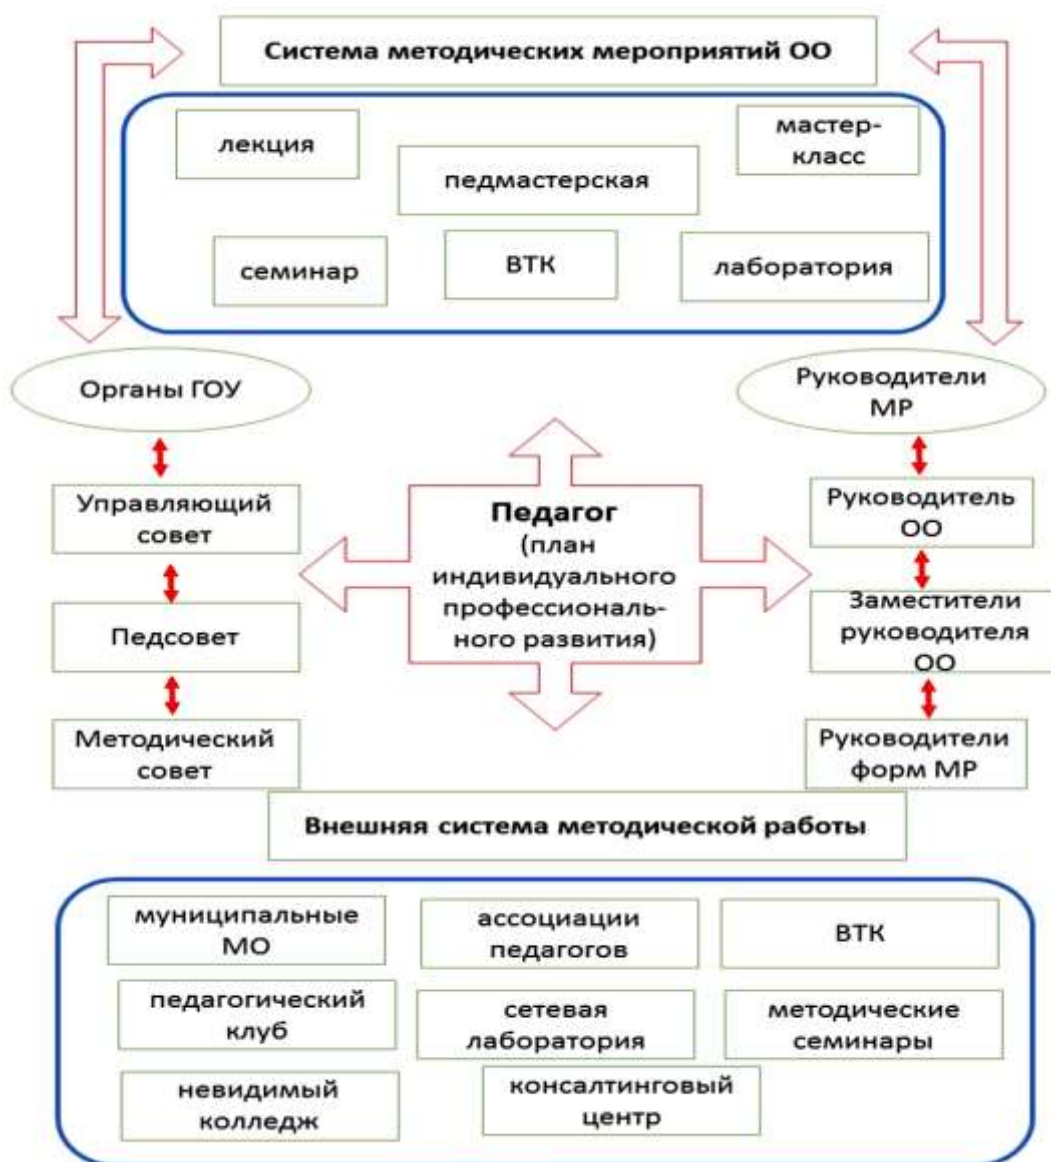 Система методических мероприятий ОО
лекция
мастер-
класс
педмастерская
семинар
ВТК
лаборатория
Органы ГОУ
Руководители
МР
Управляющий
совет
Педагог
(план
индивидуального
профессиональ-
ного развития)
Руководитель
ОО
Педсовет
Заместители
руководителя
ОО
Методический
совет
Руководители
форм МР
Внешняя система методической работы
муниципальные
МО
ассоциации
педагогов
ВТК
педагогический
клуб
сетевая
лаборатория
методические
семинары
невидимый
колледж
консалтинговый
центр